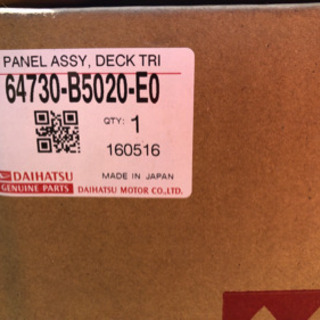 PANEL ASSY, DECK TRI
64730-B5020-E0
QTY: 1
160516
DAIHATSU MADE IN JAPAN
GENUINE PARTS DAIHATSU MOTOR CO.,LTD.